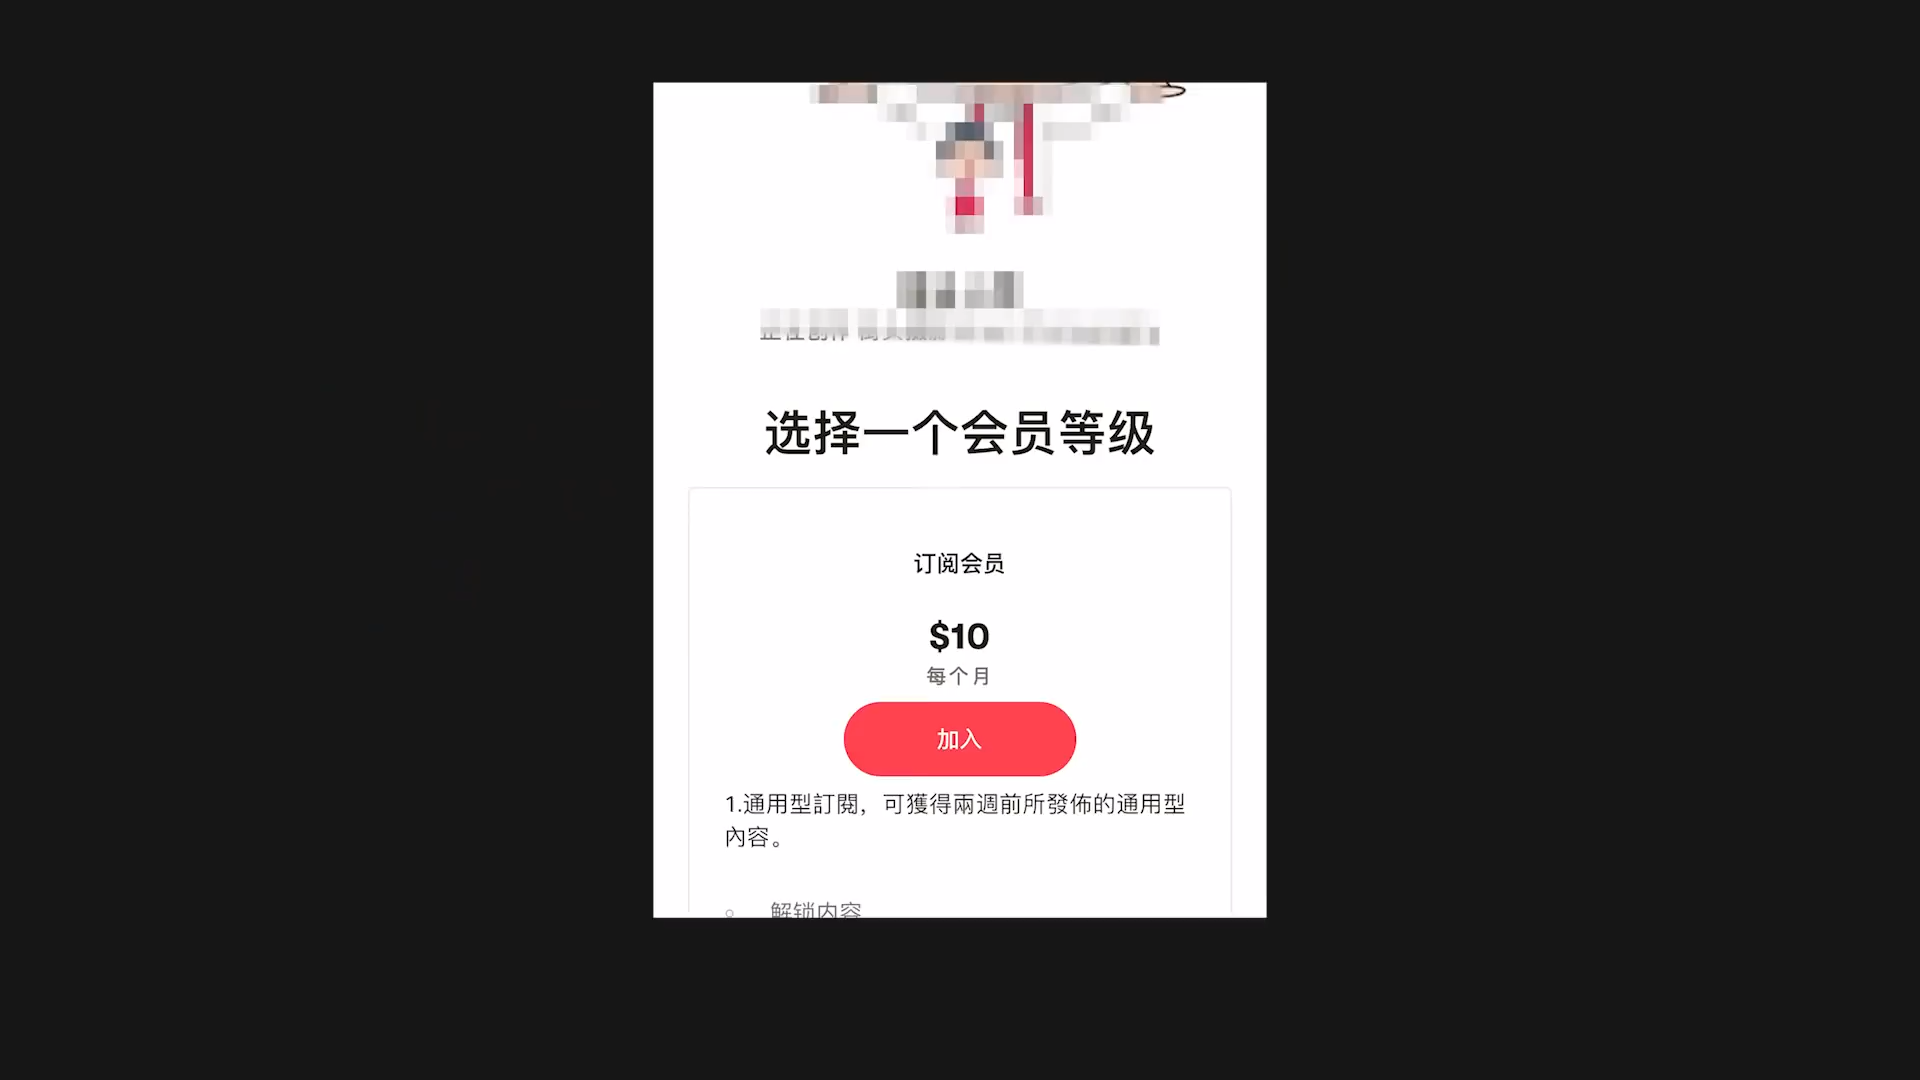 选择一个会员等级
订阅会员
$10
每个月
加入
1.通用型訂閱，可獲得兩週前所發佈的通用型
內容。
解锁内容